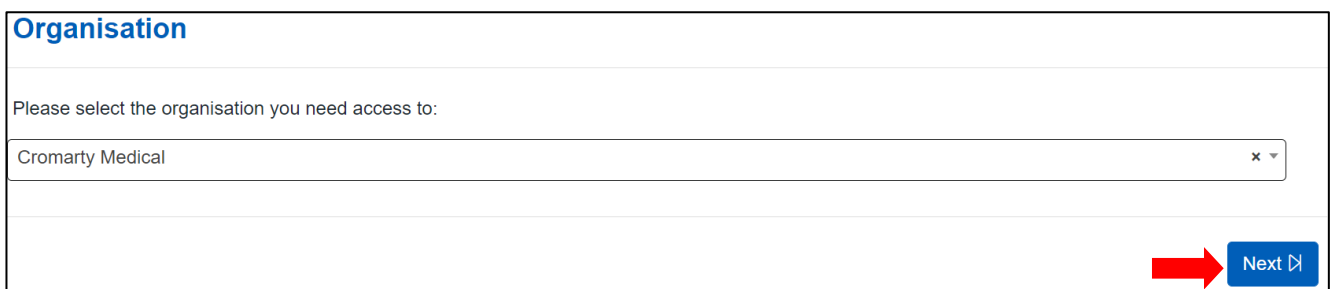 Organisation
Please select the organisation you need access to:
Cromarty Medical
Next